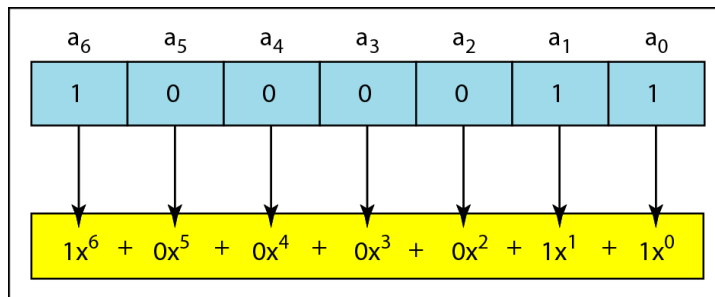 a₆ a₅ a₄ a₃ a₂ a₁ a₀
1 0 0 0 0 1 1
1x⁶ + 0x⁵ + 0x⁴ + 0x³ + 0x² + 1x¹ + 1x⁰